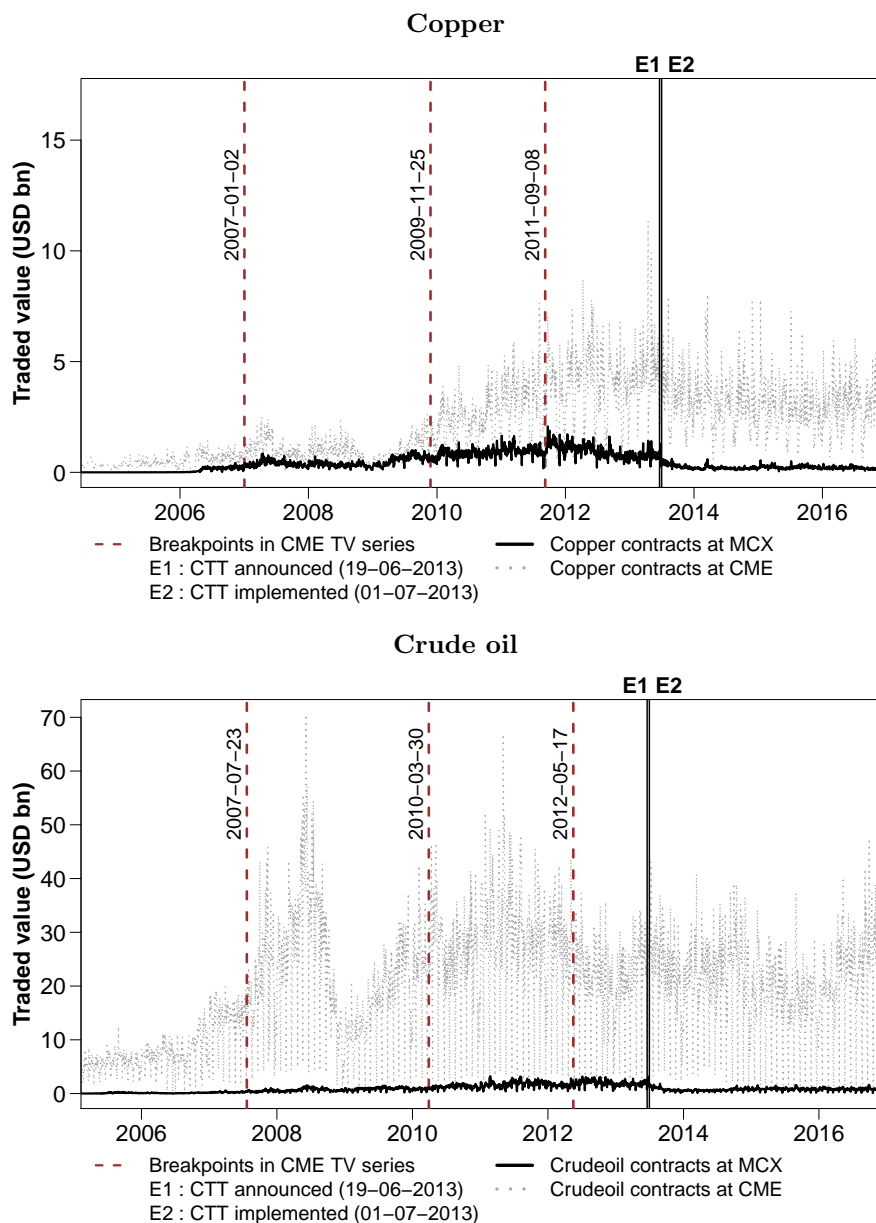 Copper
E1 E2
Traded value (USD bn)
15
10
5
0
2007−01−02
2009−11−25
2011−09−08
2006 2008 2010 2012 2014 2016
Breakpoints in CME TV series
E1 : CTT announced (19−06−2013)
E2 : CTT implemented (01−07−2013)
Copper contracts at MCX
Copper contracts at CME
Crude oil
E1 E2
Traded value (USD bn)
70
60
50
40
30
20
10
0
2007−07−23
2010−03−30
2012−05−17
2006 2008 2010 2012 2014 2016
Breakpoints in CME TV series
E1 : CTT announced (19−06−2013)
E2 : CTT implemented (01−07−2013)
Crudeoil contracts at MCX
Crudeoil contracts at CME